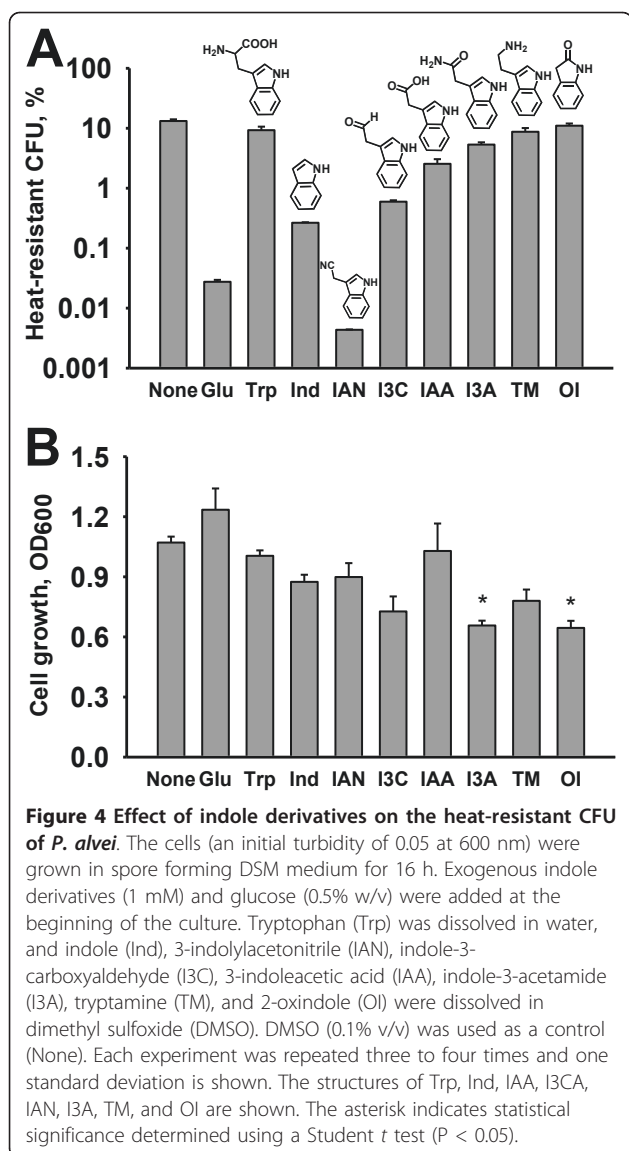 A
COOH
H₂N
NH
O
OH
H₂N
O
NH₂
O
NH
H
O
NH
NH
NH
NH
NH
NH
NC
NH
Heat-resistant CFU, %
100
10
1
0.1
0.01
0.001
None Glu Trp Ind IAN I3C IAA I3A TM OI
B
Cell growth, OD600
1.5
1.2
0.9
0.6
0.3
0.0
* *
None Glu Trp Ind IAN I3C IAA I3A TM OI
Figure 4 Effect of indole derivatives on the heat-resistant CFU
of P. alvei. The cells (an initial turbidity of 0.05 at 600 nm) were
grown in spore forming DSM medium for 16 h. Exogenous indole
derivatives (1 mM) and glucose (0.5% w/v) were added at the
beginning of the culture. Tryptophan (Trp) was dissolved in water,
and indole (Ind), 3-indolylacetonitrile (IAN), indole-3-
carboxyaldehyde (I3C), 3-indoleacetic acid (IAA), indole-3-acetamide
(I3A), tryptamine (TM), and 2-oxindole (OI) were dissolved in
dimethyl sulfoxide (DMSO). DMSO (0.1% v/v) was used as a control
(None). Each experiment was repeated three to four times and one
standard deviation is shown. The structures of Trp, Ind, IAA, I3CA,
IAN, I3A, TM, and OI are shown. The asterisk indicates statistical
significance determined using a Student t test (P < 0.05).